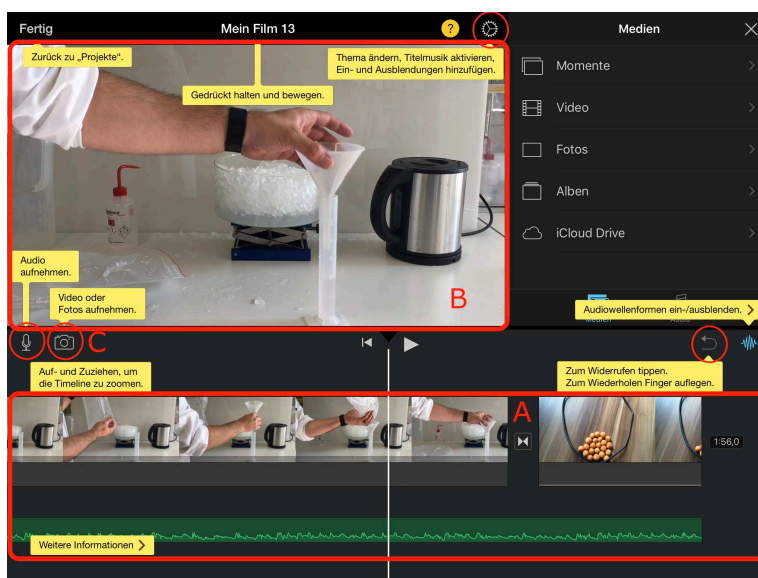 Fertig
Mein Film 13
?
Medien
Zurück zu „Projekte“.
Gedrückt halten und bewegen.
Thema ändern, Titelmusik aktivieren,
Ein- und Ausblendungen hinzufügen.
Momente
Video
Fotos
Alben
iCloud Drive
Audio
aufnehmen.
Video oder
Fotos aufnehmen.
B
Audiowellenformen ein-/ausblenden.
Medien
Audio
C
Auf- und Zuziehen, um
die Timeline zu zoomen.
Zum Widerrufen tippen.
Zum Wiederholen Finger auflegen.
A
1:56,0
Weitere Informationen